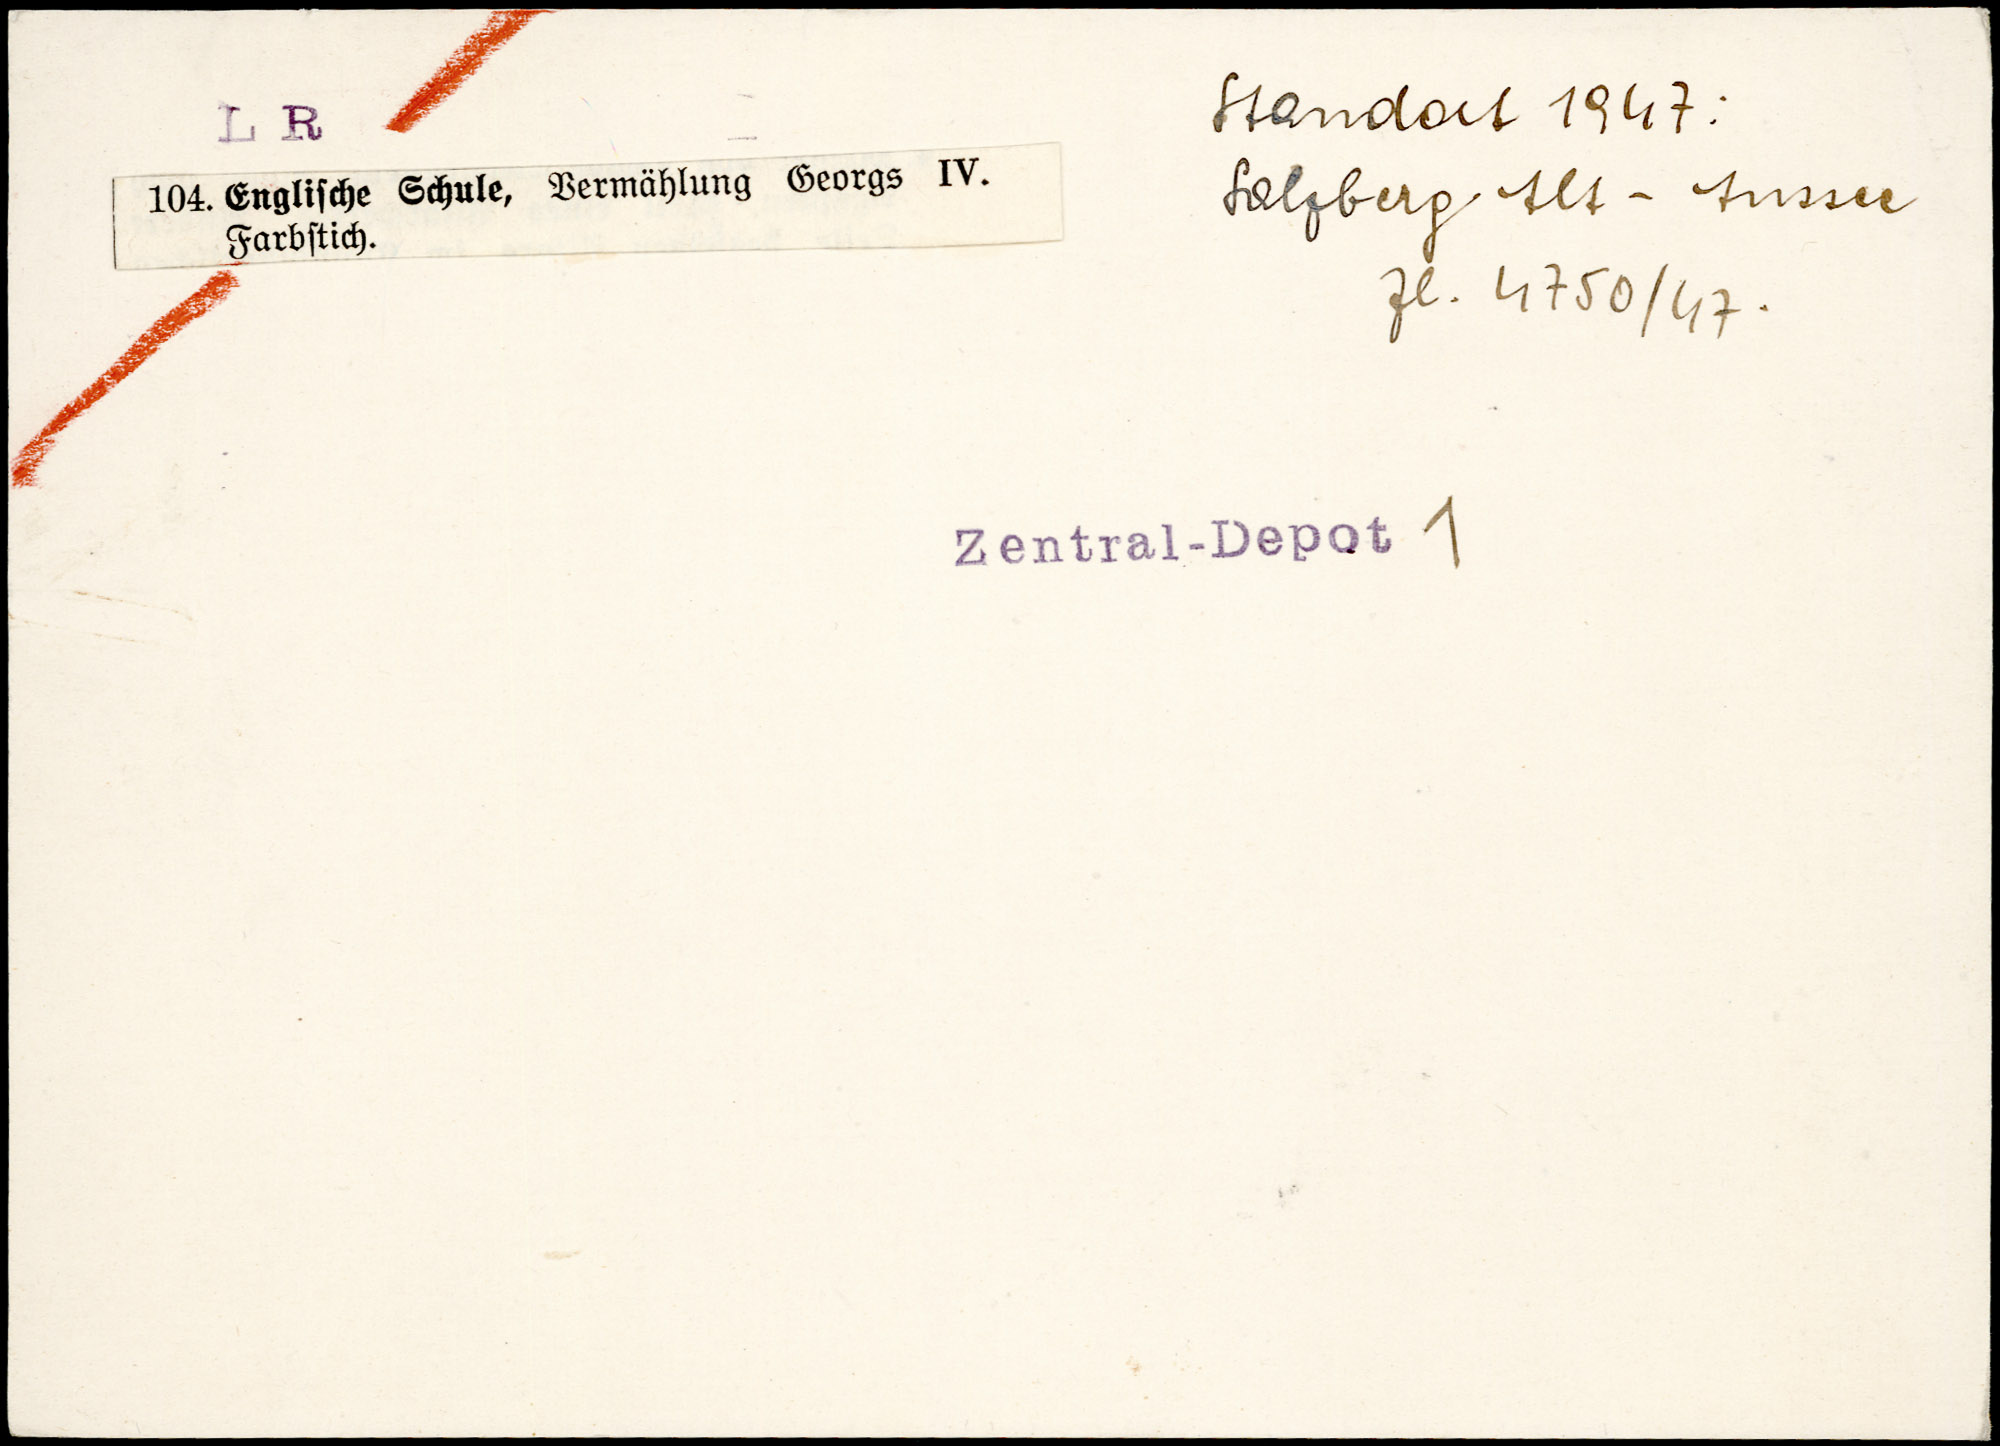 L R
104. Englische Schule, Vermählung Georgs IV.
Farbstich.
Standort 1947:
Salzberg Alt-Aussee
Zl. 4750/47.
Zentral-Depot 1